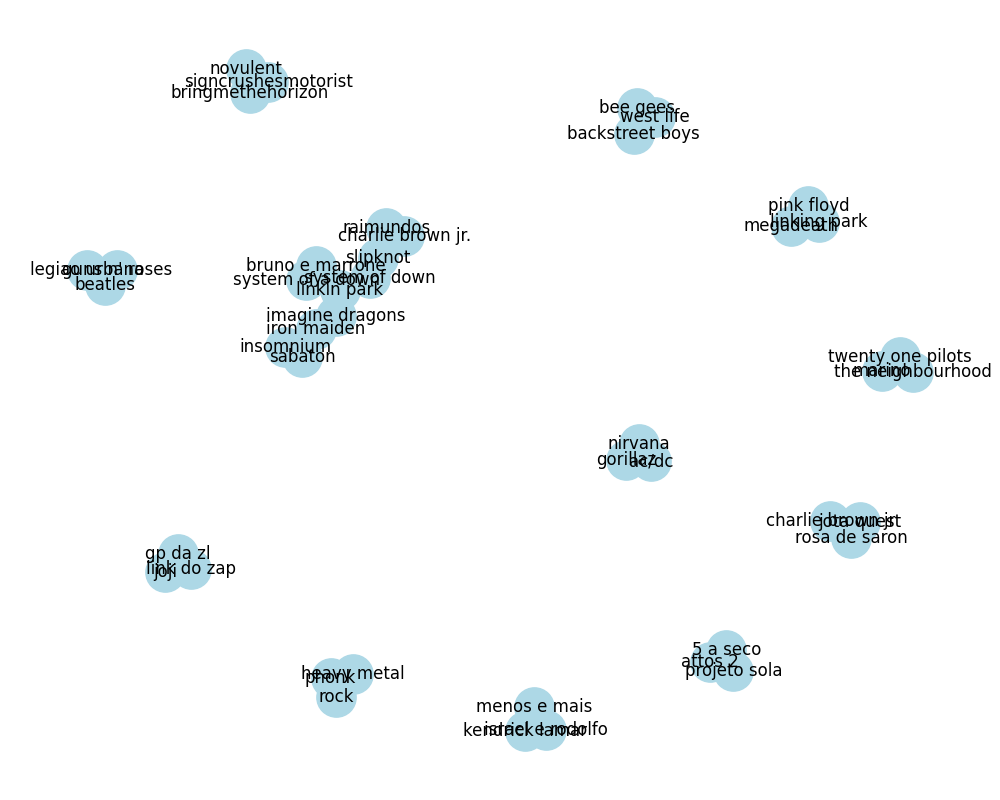 novulent
signcrushesmotorist
bringmethehorizon
bee gees
west life
backstreet boys
pink floyd
linking park
megadeath
raimundos
charlie brown jr.
slipknot
bruno e marrone
system of down
system of a down
linkin park
legiao urbana
guns n' roses
beatles
imagine dragons
iron maiden
insomnium
sabaton
twenty one pilots
marino
the neighbourhood
nirvana
gorillaz
ac/dc
charlie brown jr
jota quest
rosa de saron
gp da zl
link do zap
joji
5 a seco
attos 2
projeto sola
heavy metal
phonk
rock
menos e mais
kendrick lamar
israel e rodolfo